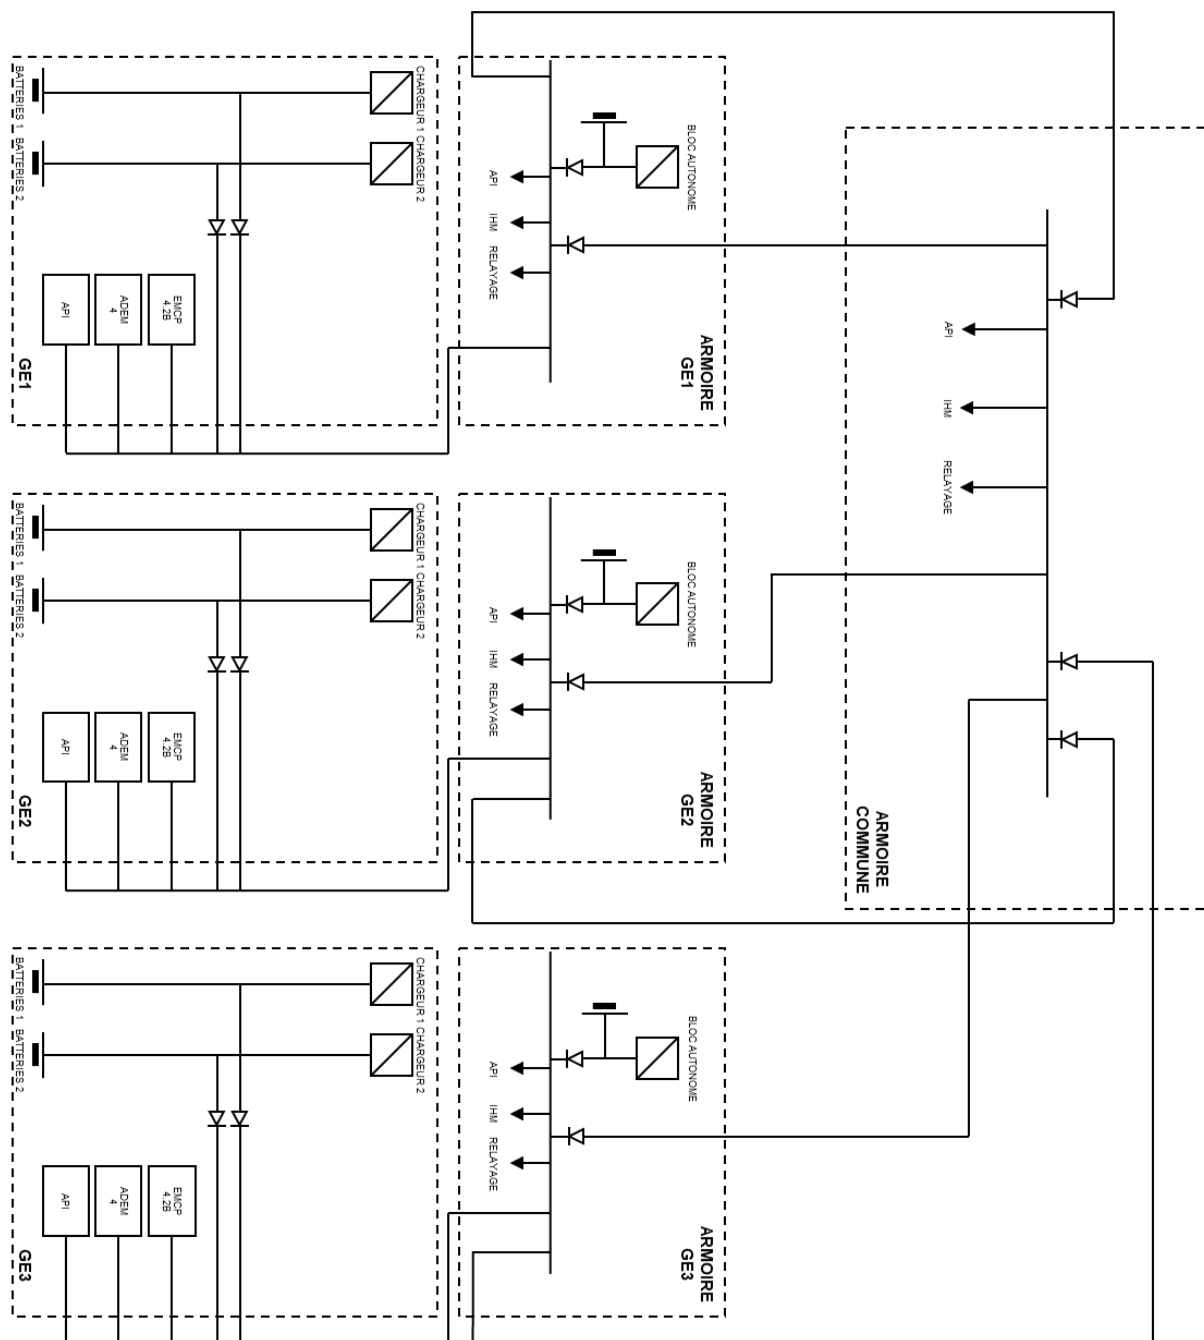 BATTERIES 1
BATTERIES 2
CHARGEUR 1
CHARGEUR 2
API
ADEM
4
EMCP
4.2B
GE1
BLOC AUTONOME
API
IHM
RELAYAGE
ARMOIRE
GE1
BATTERIES 1
BATTERIES 2
CHARGEUR 1
CHARGEUR 2
API
ADEM
4
EMCP
4.2B
GE2
BLOC AUTONOME
API
IHM
RELAYAGE
ARMOIRE
GE2
BATTERIES 1
BATTERIES 2
CHARGEUR 1
CHARGEUR 2
API
ADEM
4
EMCP
4.2B
GE3
BLOC AUTONOME
API
IHM
RELAYAGE
ARMOIRE
GE3
API
IHM
RELAYAGE
ARMOIRE
COMMUNE